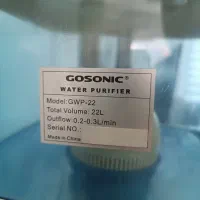 GOSONIC®
WATER PURIFIER
Model: GWP-22
Total Volume: 22L
Outflow: 0.2-0.3L/min
Serial NO.:
Made in China